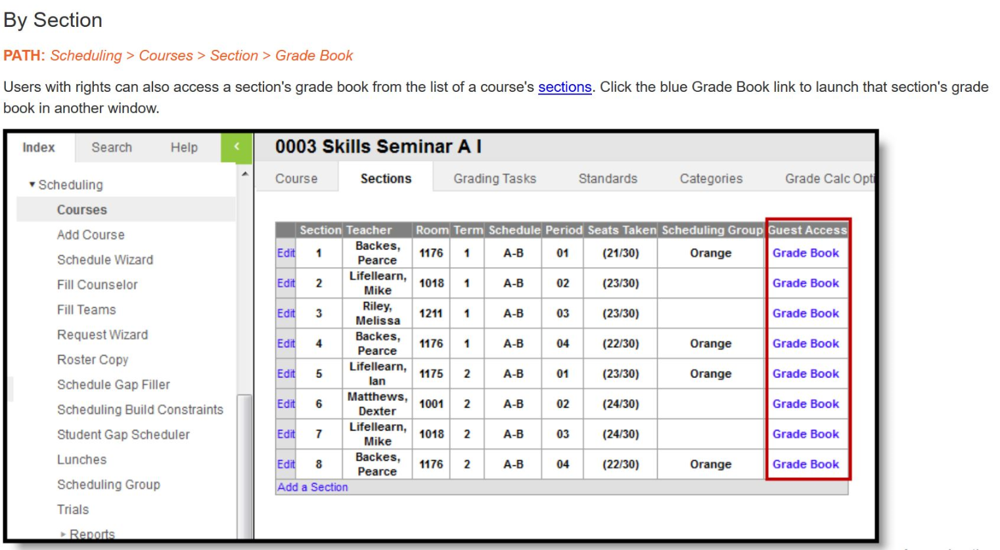 By Section
PATH: Scheduling > Courses > Section > Grade Book
Users with rights can also access a section's grade book from the list of a course's sections. Click the blue Grade Book link to launch that section's grade
book in another window.
Index Search Help <
0003 Skills Seminar A I
Course Sections Grading Tasks Standards Categories Grade Calc Opti
Scheduling
Courses
Add Course
Schedule Wizard
Fill Counselor
Fill Teams
Request Wizard
Roster Copy
Schedule Gap Filler
Scheduling Build Constraints
Student Gap Scheduler
Lunches
Scheduling Group
Trials
Reports
Section Teacher Room Term Schedule Period Seats Taken Scheduling Group Guest Access
Edit 1 Backes, Pearce 1176 1 A-B 01 (21/30) Orange Grade Book
Edit 2 Lifellearn, Mike 1018 1 A-B 02 (23/30) Grade Book
Edit 3 Riley, Melissa 1211 1 A-B 03 (23/30) Grade Book
Edit 4 Backes, Pearce 1176 1 A-B 04 (22/30) Orange Grade Book
Edit 5 Lifellearn, Ian 1175 2 A-B 01 (23/30) Orange Grade Book
Edit 6 Matthews, Dexter 1001 2 A-B 02 (24/30) Grade Book
Edit 7 Lifellearn, Mike 1018 2 A-B 03 (24/30) Grade Book
Edit 8 Backes, Pearce 1176 2 A-B 04 (22/30) Orange Grade Book
Add a Section